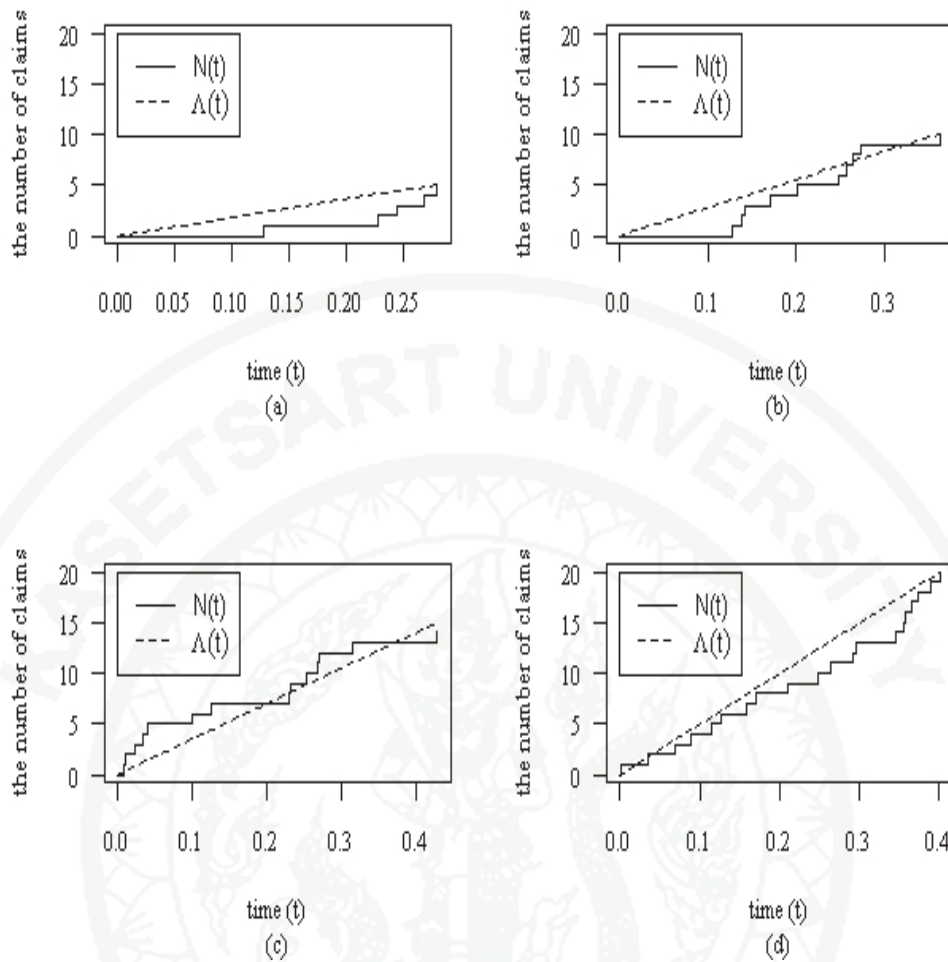 the number of claims
20
15
10
5
0
N(t)
Λ(t)
0.00 0.05 0.10 0.15 0.20 0.25
time (t)
(a)
the number of claims
20
15
10
5
0
N(t)
Λ(t)
0.0 0.1 0.2 0.3
time (t)
(b)
KASETSART UNIVERSITY
the number of claims
20
15
10
5
0
N(t)
Λ(t)
0.0 0.1 0.2 0.3 0.4
time (t)
(c)
the number of claims
20
15
10
5
0
N(t)
Λ(t)
0.0 0.1 0.2 0.3 0.4
time (t)
(d)